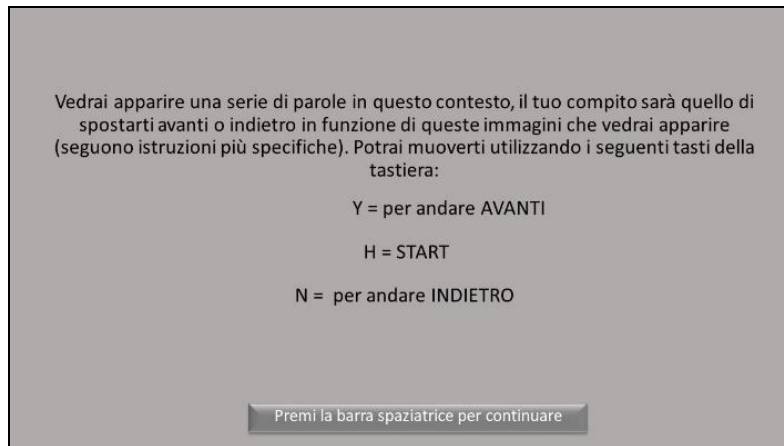 Vedrai apparire una serie di parole in questo contesto, il tuo compito sarà quello di
spostarti avanti o indietro in funzione di queste immagini che vedrai apparire
(seguono istruzioni più specifiche). Potrai muoverti utilizzando i seguenti tasti della
tastiera:
Y = per andare AVANTI
H = START
N = per andare INDIETRO
Premi la barra spaziatrice per continuare